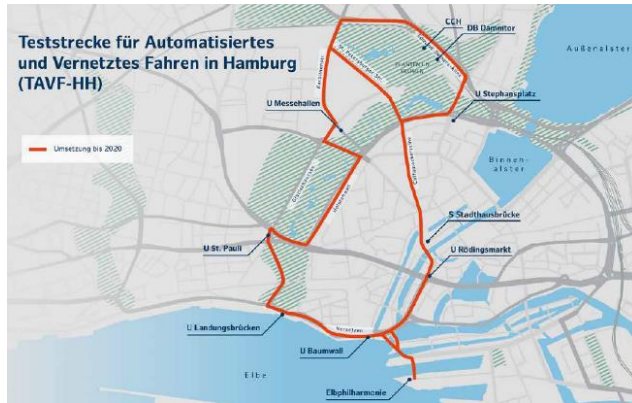 Teststrecke für Automatisiertes
und Vernetztes Fahren in Hamburg
(TAVF-HH)
Umsetzung bis 2020
CCH
DB Dammtor
Außenalster
U Stephansplatz
U Messehallen
Binnen-
alster
S Stadthausbrücke
U Rödingsmarkt
U St. Pauli
U Landungsbrücken
U Baumwall
Elbe
Elbphilharmonie